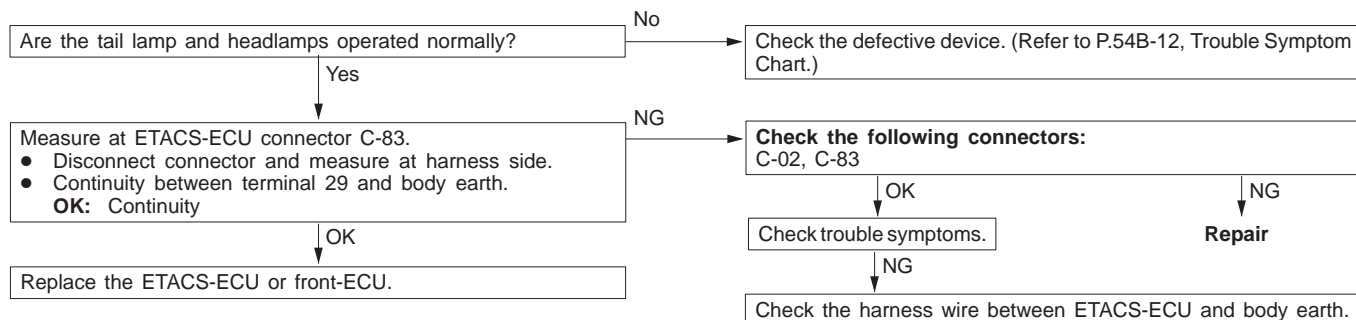 No
Are the tail lamp and headlamps operated normally?
Check the defective device. (Refer to P.54B-12, Trouble Symptom
Chart.)
Yes
NG
Measure at ETACS-ECU connector C-83.
● Disconnect connector and measure at harness side.
● Continuity between terminal 29 and body earth.
OK: Continuity
Check the following connectors:
C-02, C-83
OK
NG
Check trouble symptoms.
Repair
OK
NG
Replace the ETACS-ECU or front-ECU.
Check the harness wire between ETACS-ECU and body earth.